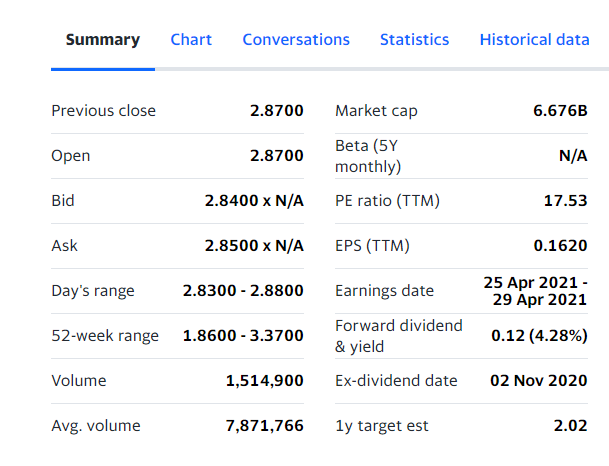 Summary Chart Conversations Statistics Historical data
Previous close 2.8700
Open 2.8700
Bid 2.8400 x N/A
Ask 2.8500 x N/A
Day's range 2.8300 - 2.8800
52-week range 1.8600 - 3.3700
Volume 1,514,900
Avg. volume 7,871,766
Market cap 6.676B
Beta (5Y
monthly) N/A
PE ratio (TTM) 17.53
EPS (TTM) 0.1620
Earnings date 25 Apr 2021 -
29 Apr 2021
Forward dividend
& yield 0.12 (4.28%)
Ex-dividend date 02 Nov 2020
1y target est 2.02